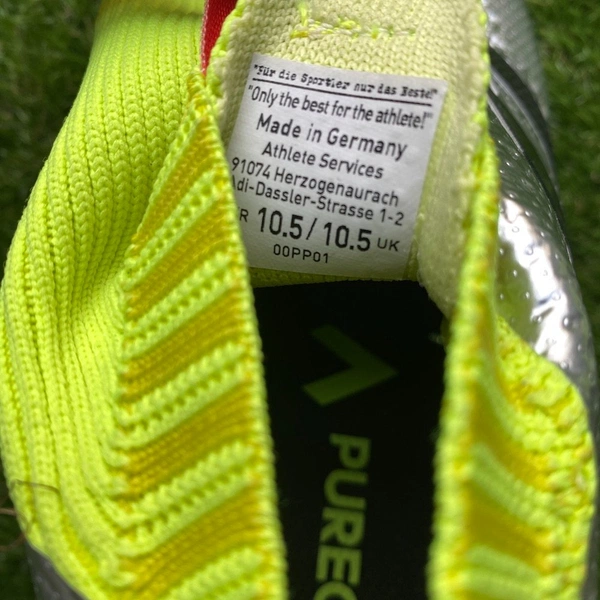 "Für die Sportler nur das Beste!"
"Only the best for the athlete!"
Made in Germany
Athlete Services
91074 Herzogenaurach
di-Dassler-Strasse 1-2
R 10.5/10.5 UK
00PP01
PUREC